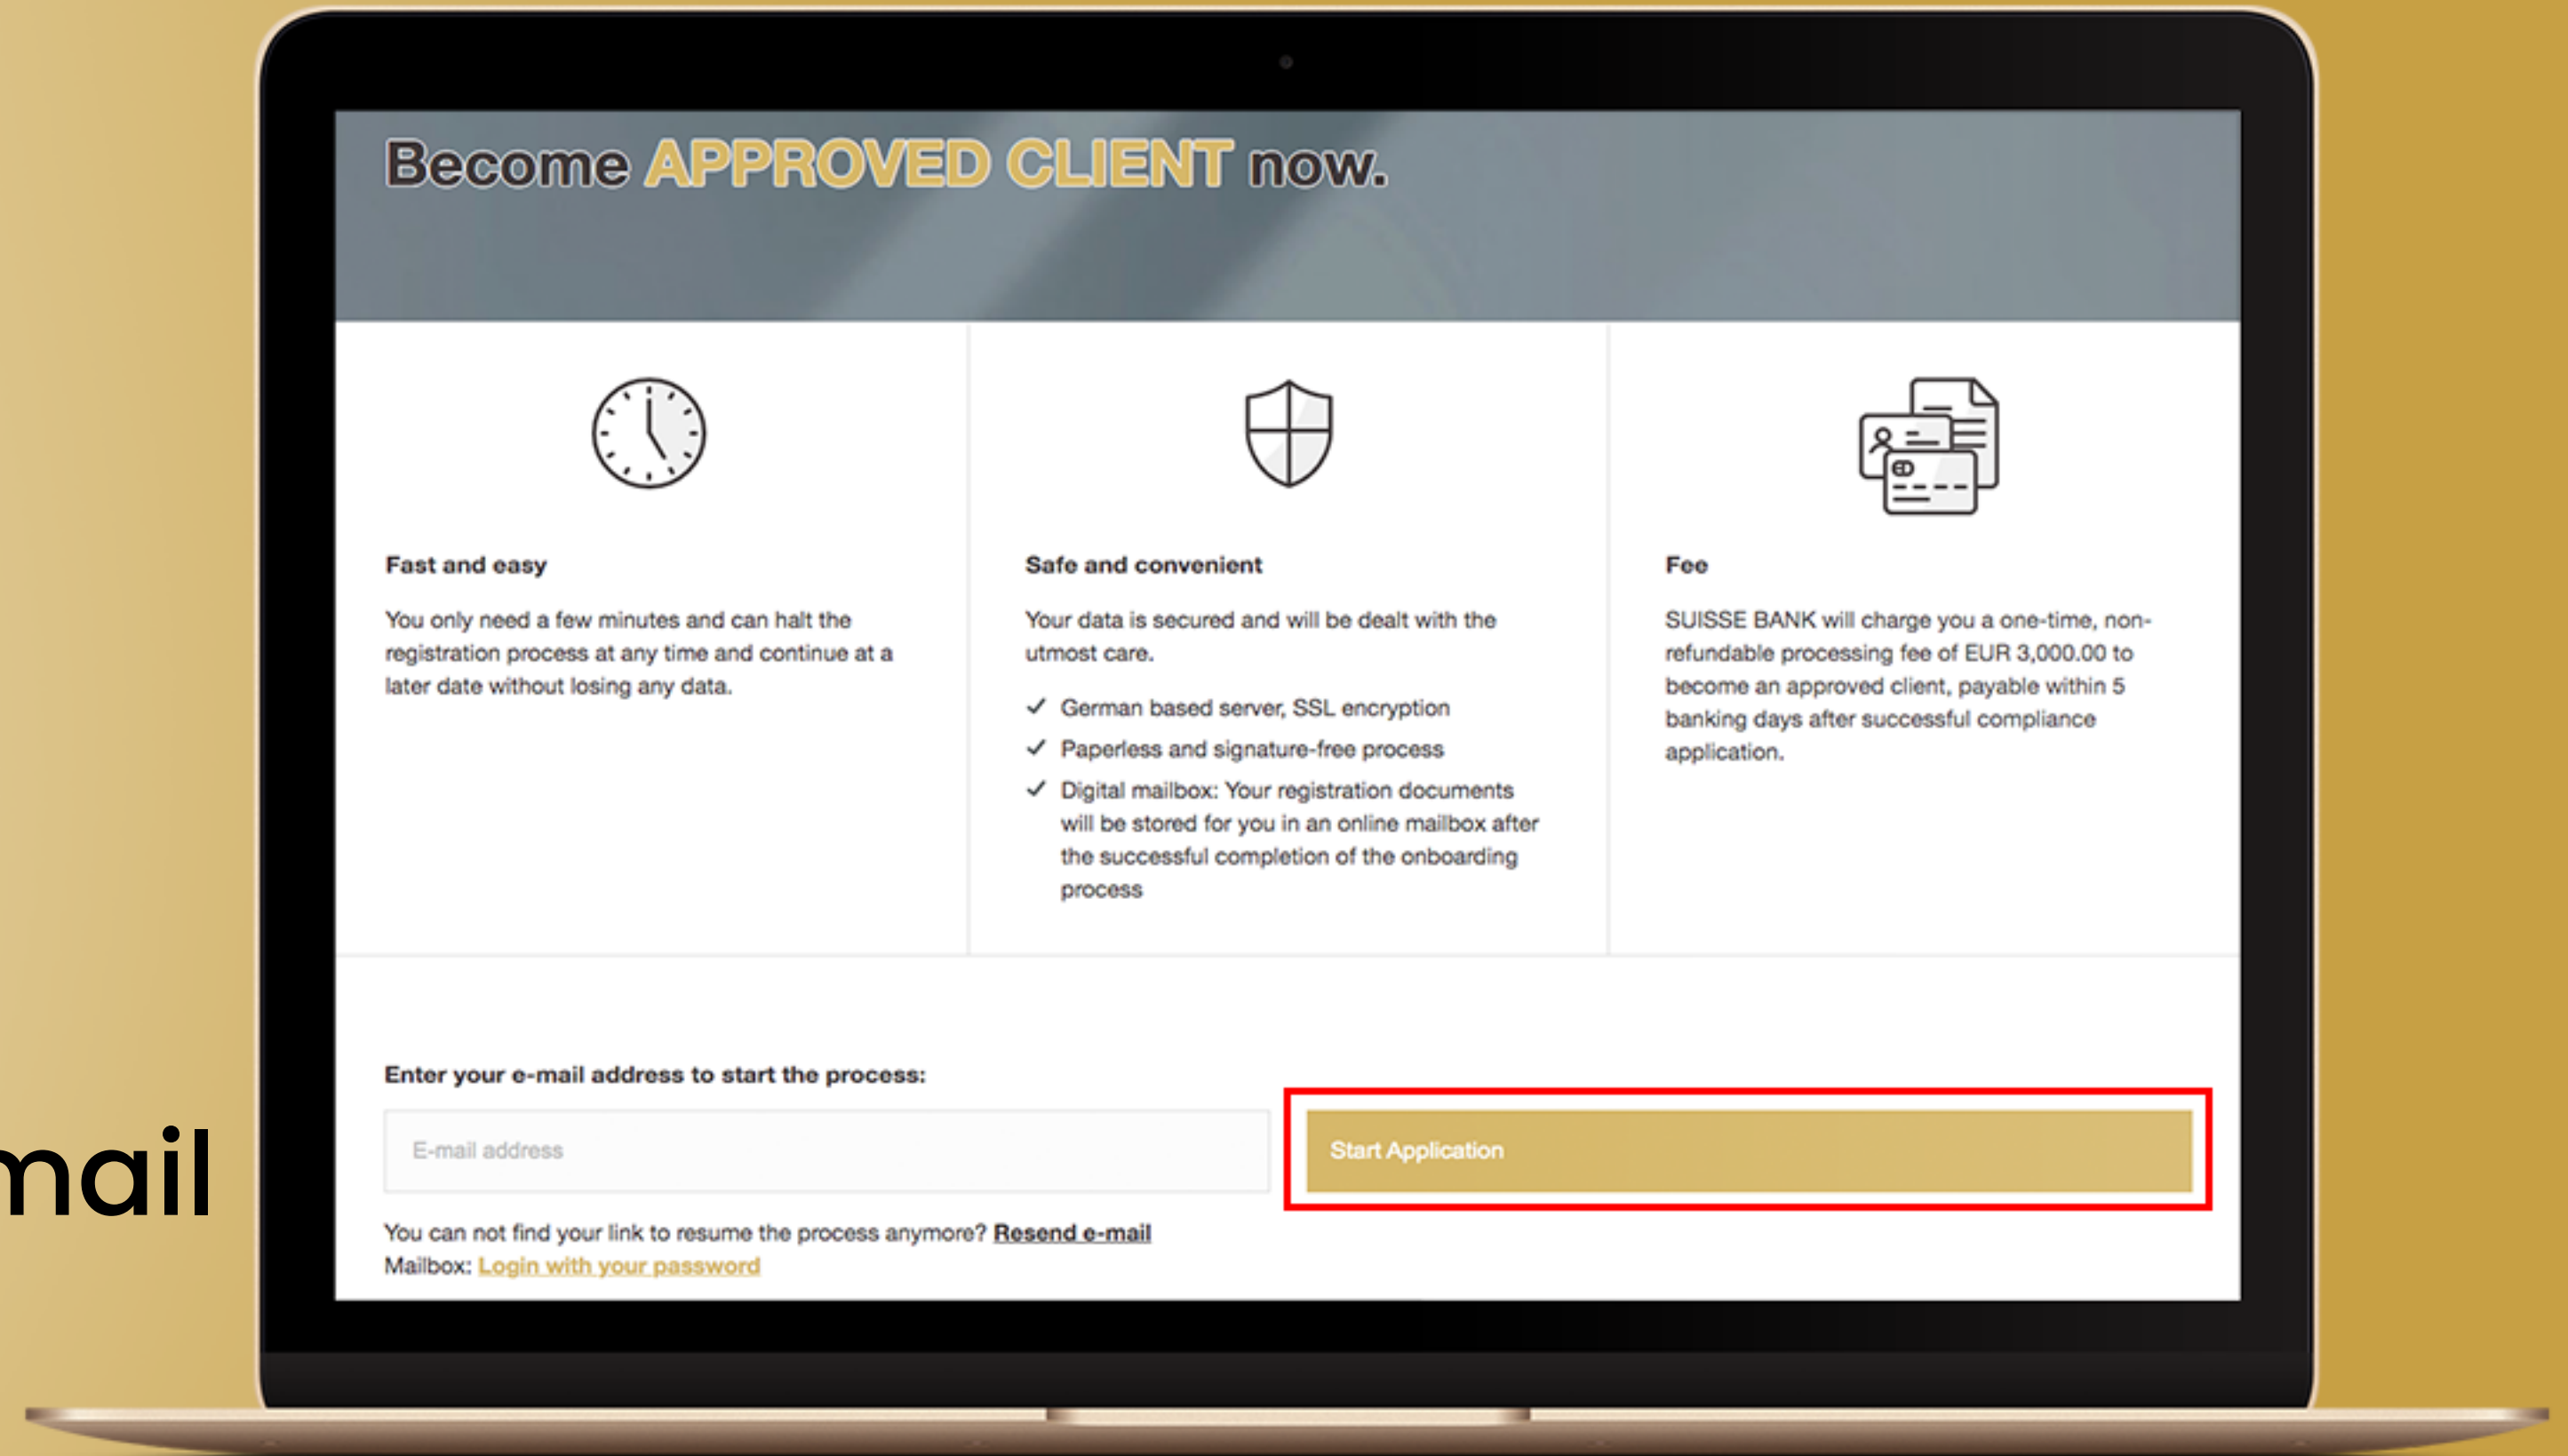 Become APPROVED CLIENT now.
Fast and easy
You only need a few minutes and can halt the
registration process at any time and continue at a
later date without losing any data.
Safe and convenient
Your data is secured and will be dealt with the
utmost care.
✓ German based server, SSL encryption
✓ Paperless and signature-free process
✓ Digital mailbox: Your registration documents
will be stored for you in an online mailbox after
the successful completion of the onboarding
process
Fee
SUISSE BANK will charge you a one-time, non-
refundable processing fee of EUR 3,000.00 to
become an approved client, payable within 5
banking days after successful compliance
application.
Enter your e-mail address to start the process:
E-mail address
Start Application
You can not find your link to resume the process anymore? Resend e-mail
Mailbox: Login with your password
mail